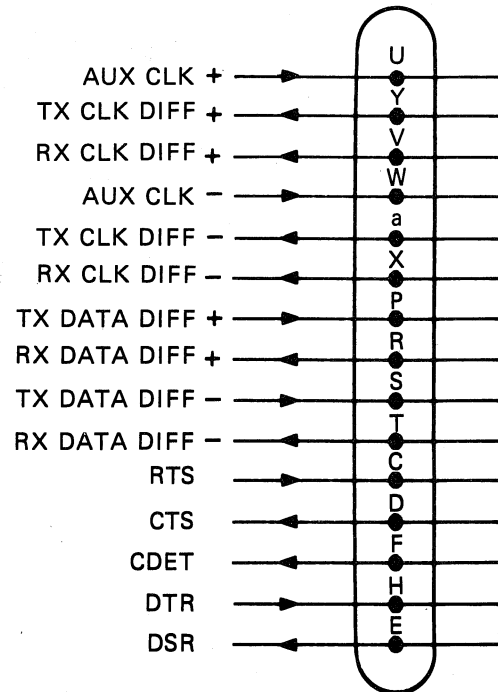 U
AUX CLK +
Y
TX CLK DIFF +
V
RX CLK DIFF +
W
AUX CLK −
a
TX CLK DIFF −
X
RX CLK DIFF −
P
TX DATA DIFF +
R
RX DATA DIFF +
S
TX DATA DIFF −
T
RX DATA DIFF −
C
RTS
D
CTS
F
CDET
H
DTR
E
DSR